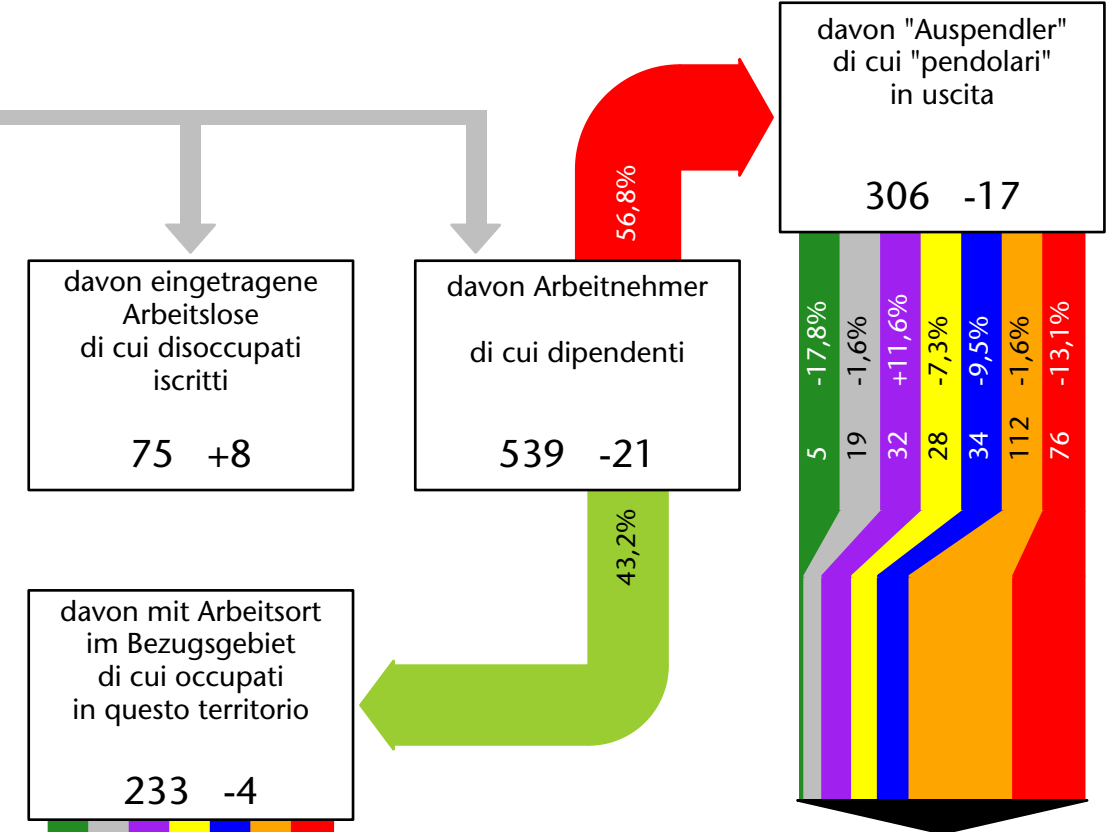 davon "Auspendler"
di cui "pendolari"
in uscita
306 -17
56,8%
davon eingetragene
Arbeitslose
di cui disoccupati
iscritti
75 +8
davon Arbeitnehmer
di cui dipendenti
539 -21
5 -17,8%
19 -1,6%
32 +11,6%
28 -7,3%
34 -9,5%
112 -1,6%
76 -13,1%
43,2%
davon mit Arbeitsort
im Bezugsgebiet
di cui occupati
in questo territorio
233 -4